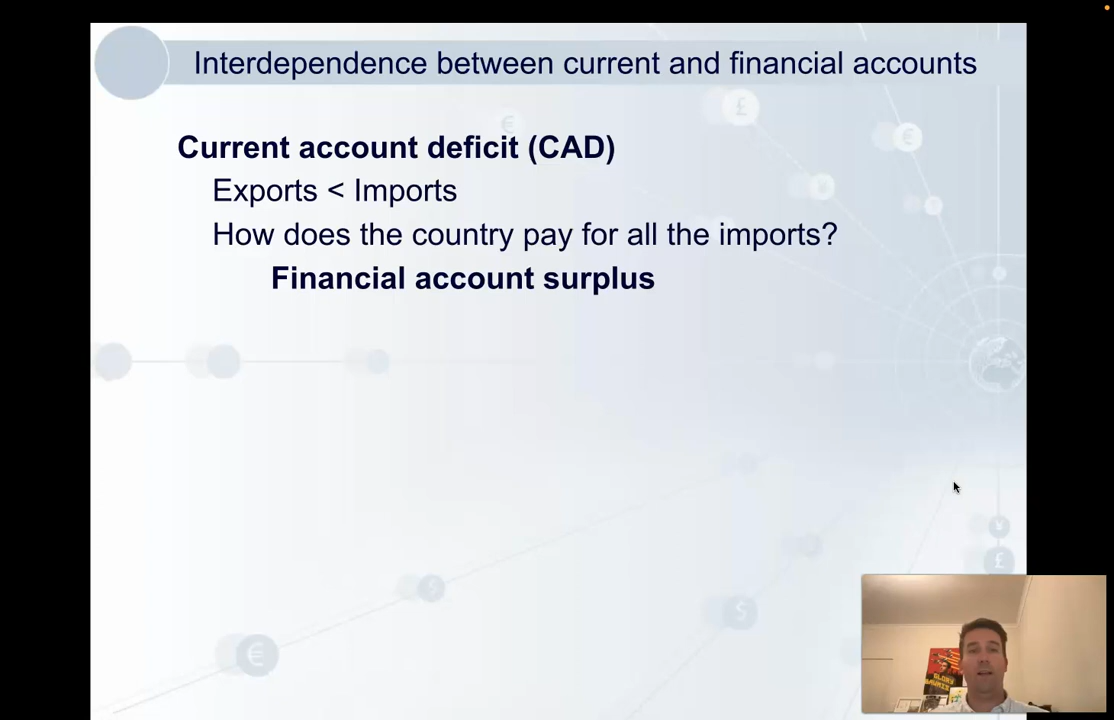 Interdependence between current and financial accounts
Current account deficit (CAD)
Exports < Imports
How does the country pay for all the imports?
Financial account surplus
GLORY